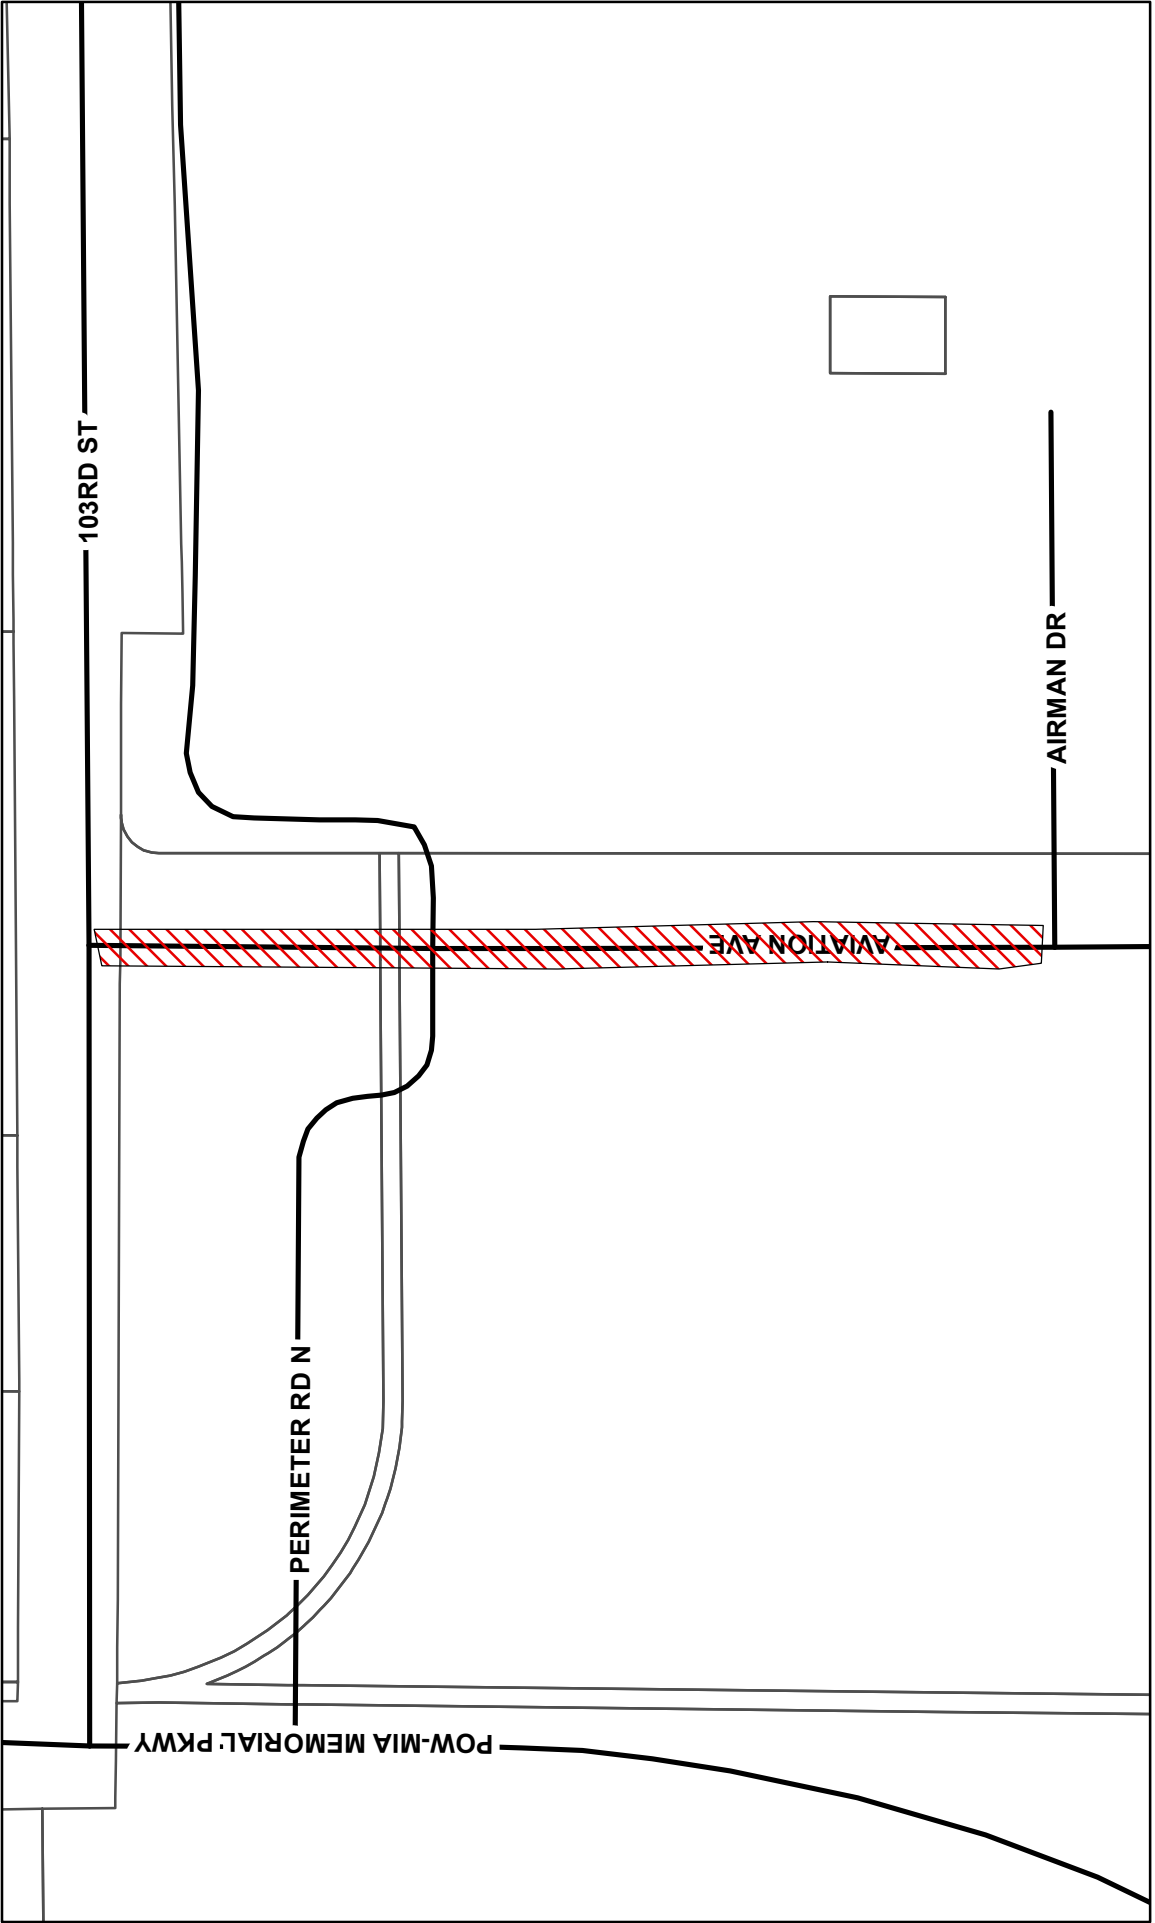 103RD ST
AIRMAN DR
AVIATION AVE
PERIMETER RD N
POW-MIA MEMORIAL PKWY